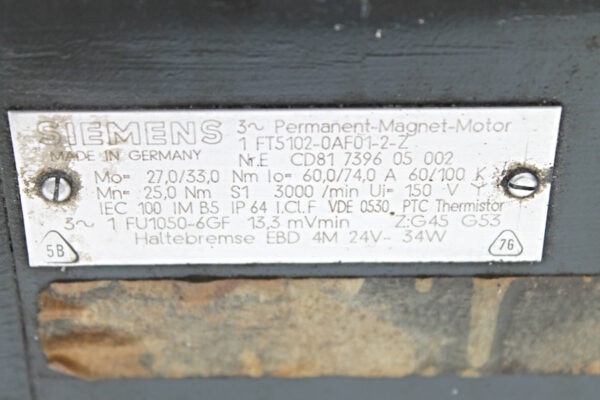 SIEMENS 3~ Permanent-Magnet-Motor
1 FT5102-0AF01-2-Z
MADE IN GERMANY Nr.E CD81 7396 05 002
Mo= 27,0/33,0 Nm Io= 60,0/74,0 A 60/100 K
Mn= 25,0 Nm S1 3000 /min Ui= 150 V Y
IEC 100 IM B5 IP 64 I.Cl.F VDE 0530 PTC Thermistor
3~ 1 FU1050-6GF 13,3 mVmin Z:G45 G53
Haltebremse EBD 4M 24V- 34W
5B
76